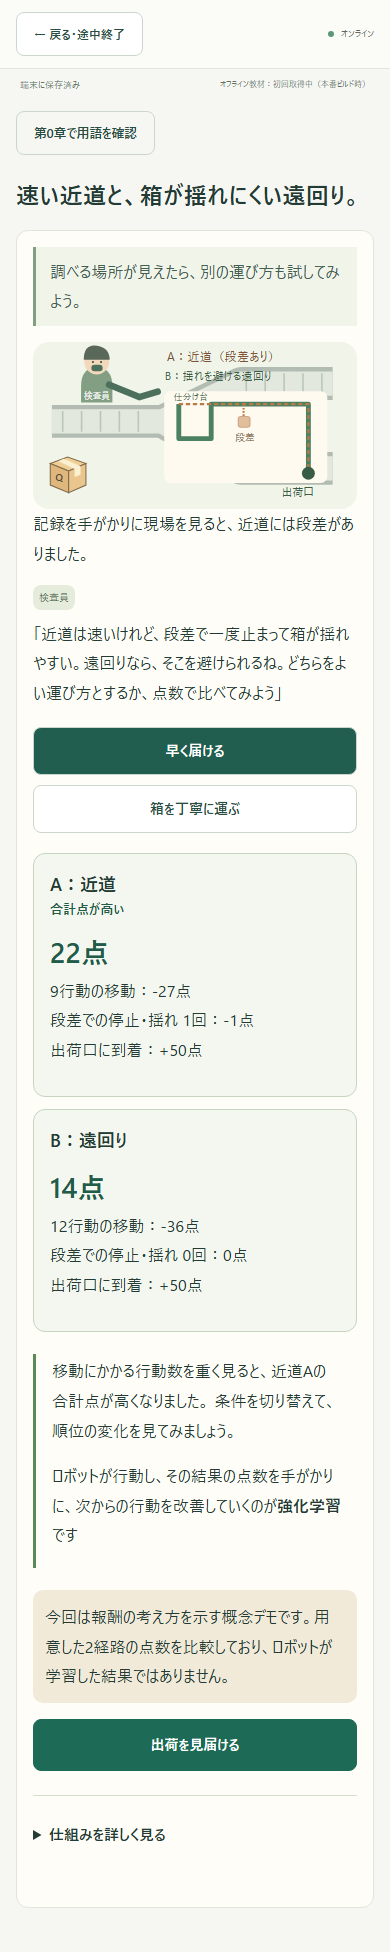 ← 戻る・途中終了
オンライン
端末に保存済み
オフライン教材：初回取得中（本番ビルド時）
第0章で用語を確認
速い近道と、箱が揺れにくい遠回り。
調べる場所が見えたら、別の運び方も試してみ
よう。
A：近道（段差あり）
B：揺れを避ける遠回り
仕分け台
検査員
段差
Q
出荷口
記録を手がかりに現場を見ると、近道には段差があ
りました。
検査員
「近道は速いけれど、段差で一度止まって箱が揺れ
やすい。遠回りなら、そこを避けられるね。どちらをよ
い運び方とするか、点数で比べてみよう」
早く届ける
箱を丁寧に運ぶ
A：近道
合計点が高い
22点
9行動の移動：-27点
段差での停止・揺れ 1回：-1点
出荷口に到着：+50点
B：遠回り
14点
12行動の移動：-36点
段差での停止・揺れ 0回：0点
出荷口に到着：+50点
移動にかかる行動数を重く見ると、近道Aの
合計点が高くなりました。条件を切り替えて、
順位の変化を見てみましょう。
ロボットが行動し、その結果の点数を手がかり
に、次からの行動を改善していくのが強化学習
です
今回は報酬の考え方を示す概念デモです。用
意した2経路の点数を比較しており、ロボットが
学習した結果ではありません。
出荷を見届ける
▶ 仕組みを詳しく見る